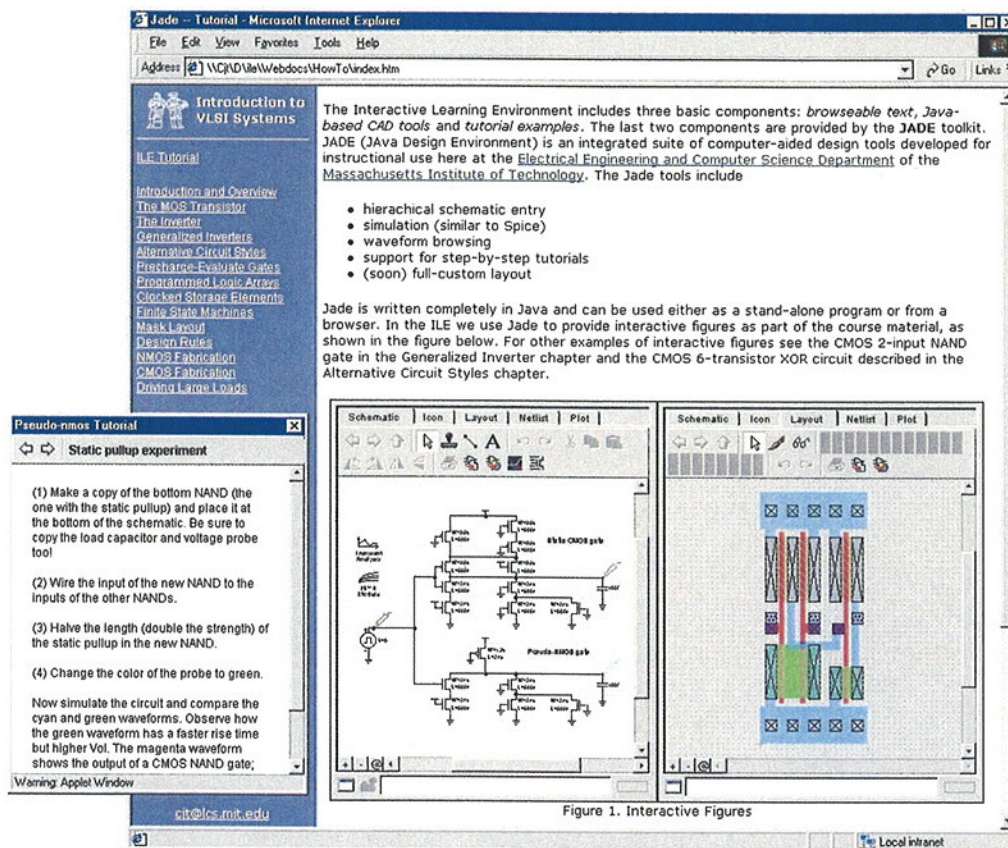 Jade -- Tutorial - Microsoft Internet Explorer
File Edit View Favorites Tools Help
Address \\Cjt\D\ile\Webdocs\HowTo\index.htm Go Links
Introduction to
VLSI Systems
ILE Tutorial
Introduction and Overview
The MOS Transistor
The Inverter
Generalized Inverters
Alternative Circuit Styles
Precharge-Evaluate Gates
Programmed Logic Arrays
Clocked Storage Elements
Finite State Machines
Mask Layout
Design Rules
NMOS Fabrication
CMOS Fabrication
Driving Large Loads
The Interactive Learning Environment includes three basic components: browseable text, Java-
based CAD tools and tutorial examples. The last two components are provided by the JADE toolkit.
JADE (JAva Design Environment) is an integrated suite of computer-aided design tools developed for
instructional use here at the Electrical Engineering and Computer Science Department of the
Massachusetts Institute of Technology. The Jade tools include
• hierachical schematic entry
• simulation (similar to Spice)
• waveform browsing
• support for step-by-step tutorials
• (soon) full-custom layout
Jade is written completely in Java and can be used either as a stand-alone program or from a
browser. In the ILE we use Jade to provide interactive figures as part of the course material, as
shown in the figure below. For other examples of interactive figures see the CMOS 2-input NAND
gate in the Generalized Inverter chapter and the CMOS 6-transistor XOR circuit described in the
Alternative Circuit Styles chapter.
Pseudo-nmos Tutorial
Static pullup experiment
(1) Make a copy of the bottom NAND (the
one with the static pullup) and place it at
the bottom of the schematic. Be sure to
copy the load capacitor and voltage probe
too!
(2) Wire the input of the new NAND to the
inputs of the other NANDs.
(3) Halve the length (double the strength) of
the static pullup in the new NAND.
(4) Change the color of the probe to green.
Now simulate the circuit and compare the
cyan and green waveforms. Observe how
the green waveform has a faster rise time
but higher Vol. The magenta waveform
shows the output of a CMOS NAND gate;
Warning: Applet Window
cjt@lcs.mit.edu
Schematic Icon Layout Netlist Plot
A
CMOS gate
Pseudo-NMOS gate
Schematic Icon Layout Netlist Plot
Figure 1. Interactive Figures
Local intranet